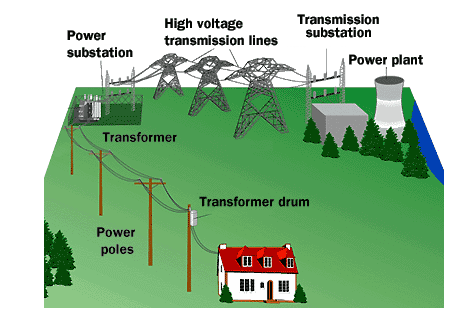 High voltage
transmission lines
Transmission
substation
Power
substation
Power plant
Transformer
Transformer drum
Power
poles